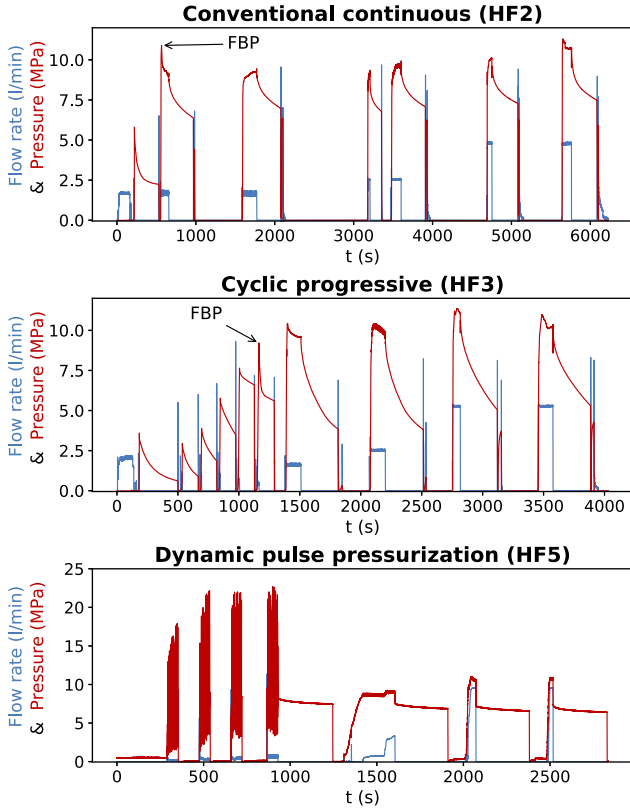 Conventional continuous (HF2)
Flow rate (l/min)
& Pressure (MPa)
FBP
10.0
7.5
5.0
2.5
0.0
0 1000 2000 3000 4000 5000 6000
t (s)
Cyclic progressive (HF3)
Flow rate (l/min)
& Pressure (MPa)
FBP
10.0
7.5
5.0
2.5
0.0
0 500 1000 1500 2000 2500 3000 3500 4000
t (s)
Dynamic pulse pressurization (HF5)
Flow rate (l/min)
& Pressure (MPa)
25
20
15
10
5
0
0 500 1000 1500 2000 2500
t (s)